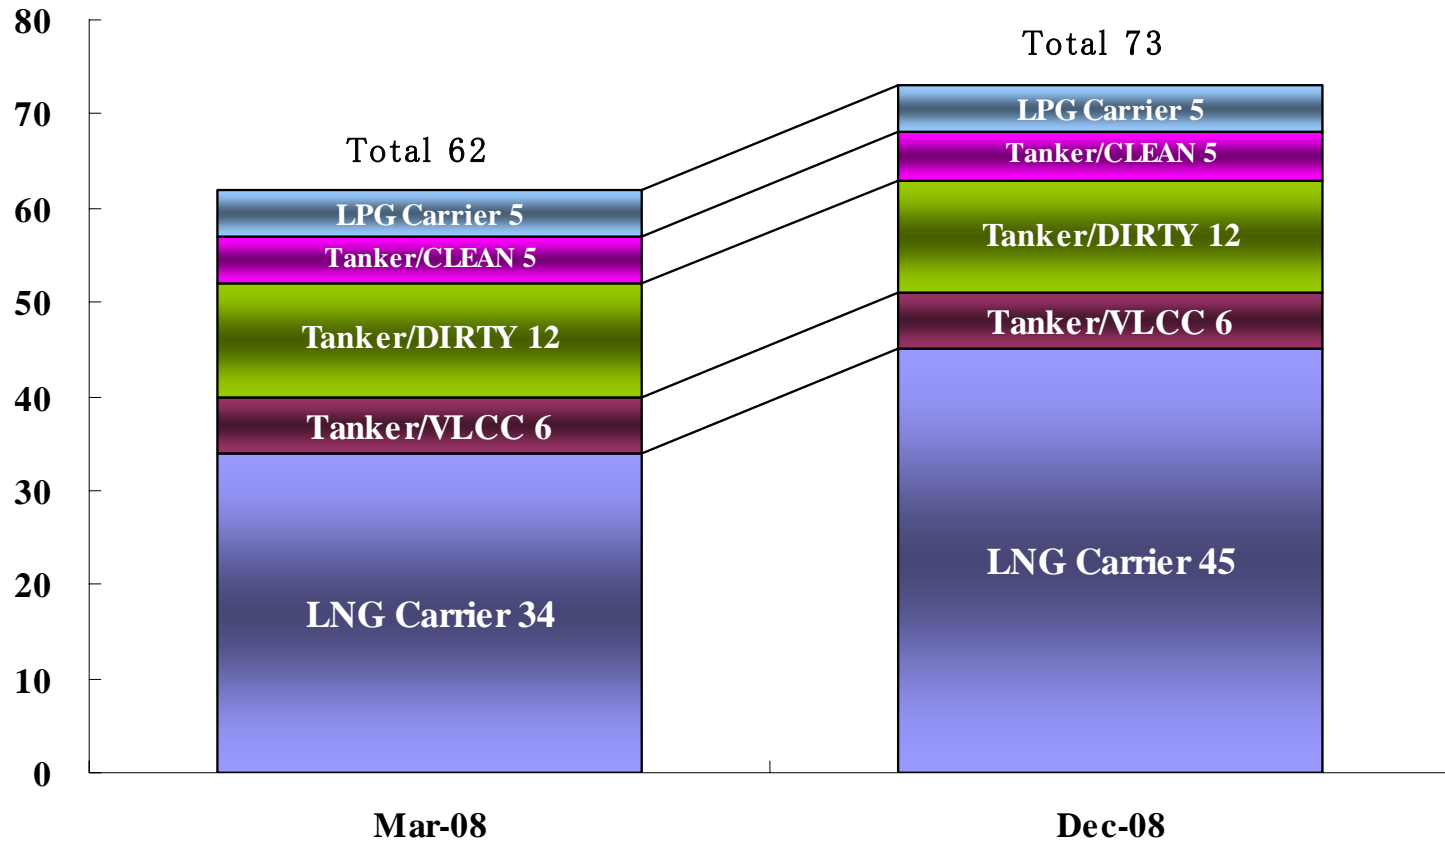 80
70
60
50
40
30
20
10
0
Total 62
LPG Carrier 5
Tanker/CLEAN 5
Tanker/DIRTY 12
Tanker/VLCC 6
LNG Carrier 34
Total 73
LPG Carrier 5
Tanker/CLEAN 5
Tanker/DIRTY 12
Tanker/VLCC 6
LNG Carrier 45
Mar-08
Dec-08